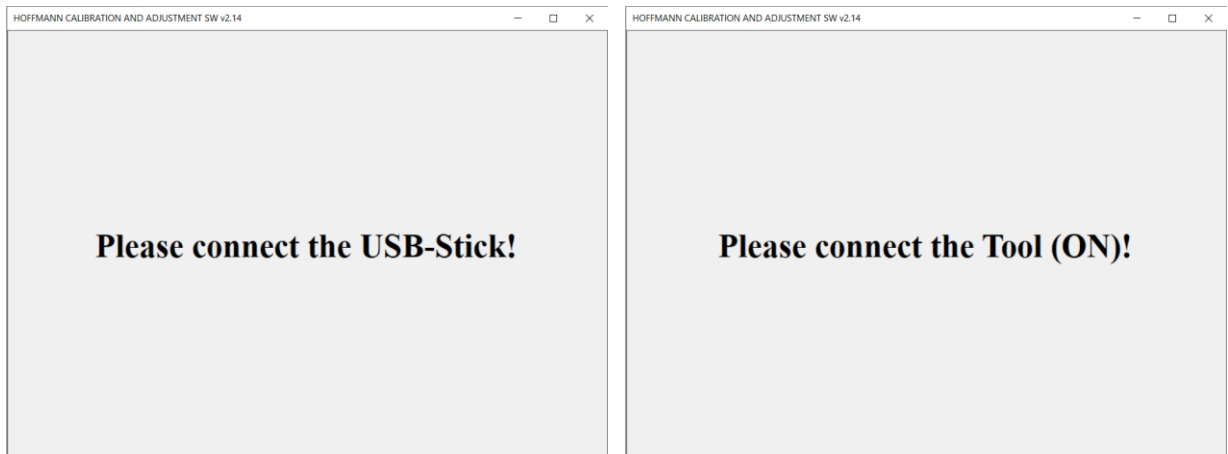 HOFFMANN CALIBRATION AND ADJUSTMENT SW v2.14
Please connect the USB-Stick!
HOFFMANN CALIBRATION AND ADJUSTMENT SW v2.14
Please connect the Tool (ON)!